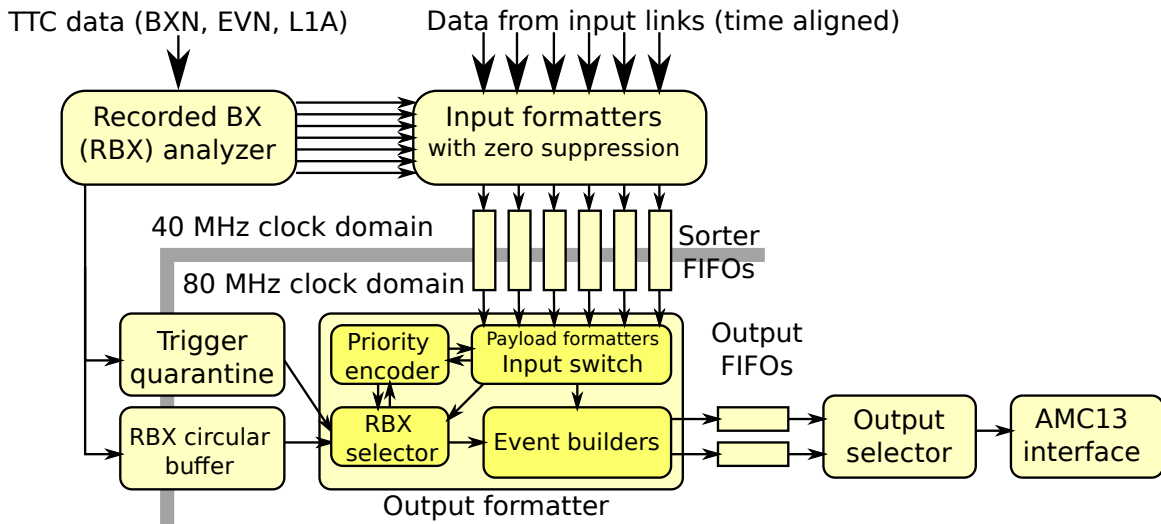 TTC data (BXN, EVN, L1A)
Data from input links (time aligned)
Recorded BX
(RBX) analyzer
Input formatters
with zero suppression
40 MHz clock domain
Sorter
FIFOs
80 MHz clock domain
Trigger
quarantine
Priority
encoder
Payload formatters
Input switch
Output
FIFOs
RBX circular
buffer
RBX
selector
Event builders
Output
selector
AMC13
interface
Output formatter